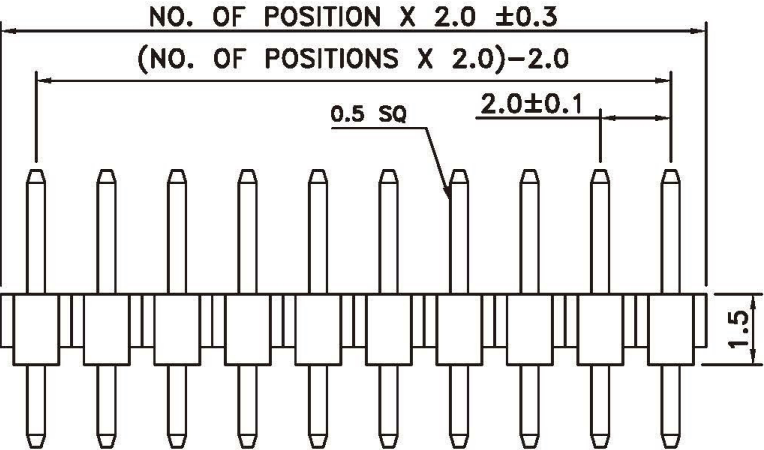 NO. OF POSITION X 2.0 ±0.3
(NO. OF POSITIONS X 2.0)-2.0
2.0±0.1
0.5 SQ
1.5